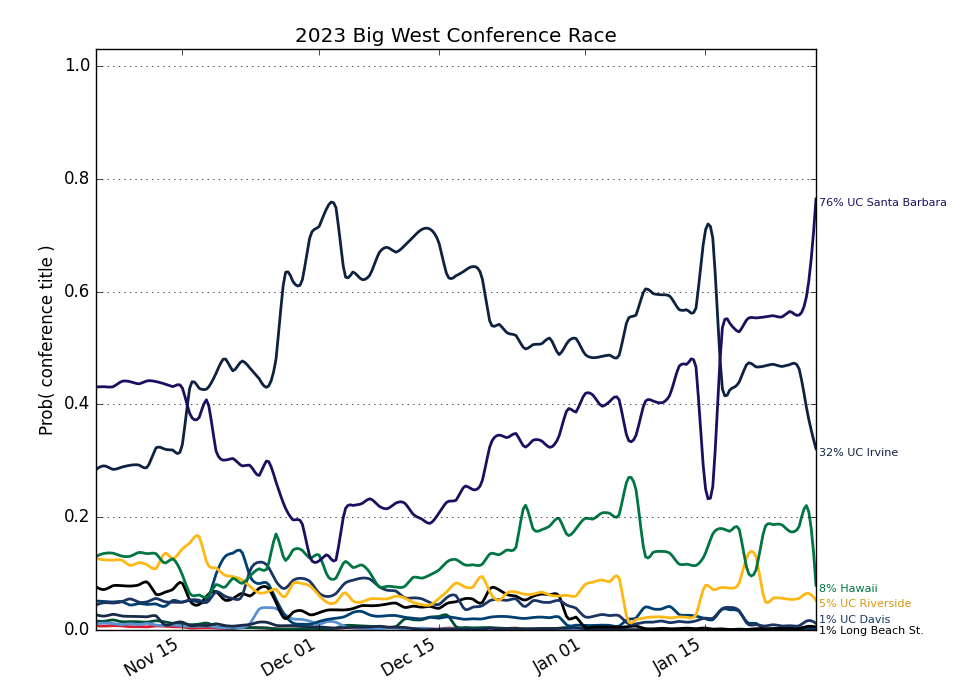 2023 Big West Conference Race
Prob( conference title )
1.0
0.8
0.6
0.4
0.2
0.0
Nov 15
Dec 01
Dec 15
Jan 01
Jan 15
76% UC Santa Barbara
32% UC Irvine
8% Hawaii
5% UC Riverside
1% UC Davis
1% Long Beach St.